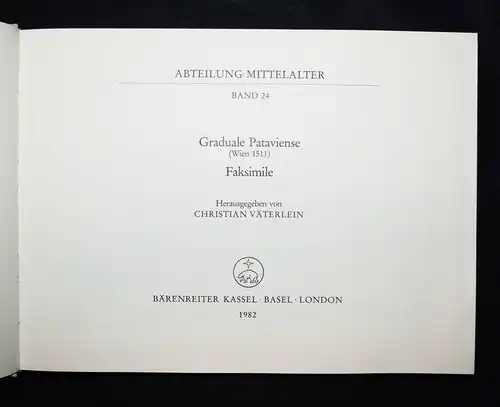 ABTEILUNG MITTELALTER
BAND 24
Graduale Pataviense
(Wien 1511)
Faksimile
Herausgegeben von
CHRISTIAN VÄTERLEIN
BÄRENREITER KASSEL · BASEL · LONDON
1982